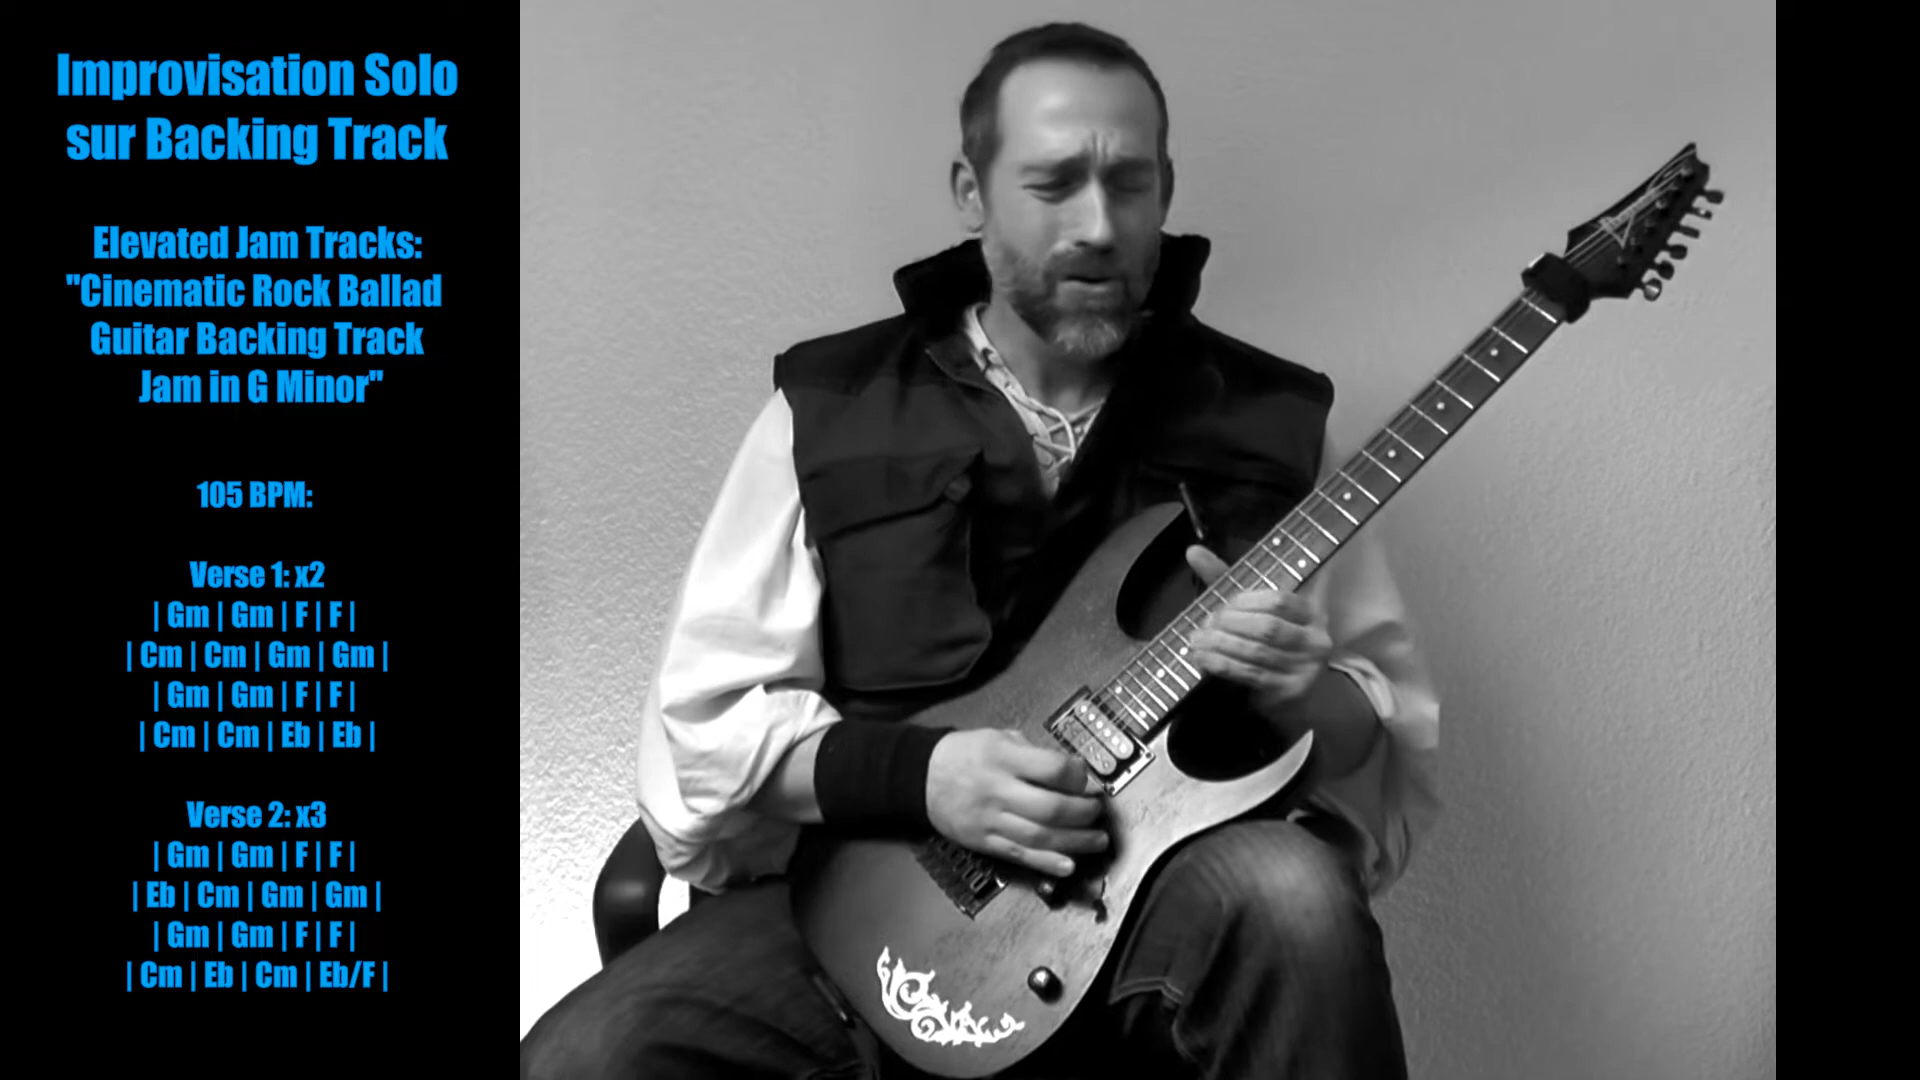 Improvisation Solo
sur Backing Track
Elevated Jam Tracks:
"Cinematic Rock Ballad
Guitar Backing Track
Jam in G Minor"
105 BPM:
Verse 1: x2
| Gm | Gm | F | F |
| Cm | Cm | Gm | Gm |
| Gm | Gm | F | F |
| Cm | Cm | Eb | Eb |
Verse 2: x3
| Gm | Gm | F | F |
| Eb | Cm | Gm | Gm |
| Gm | Gm | F | F |
| Cm | Eb | Cm | Eb/F |